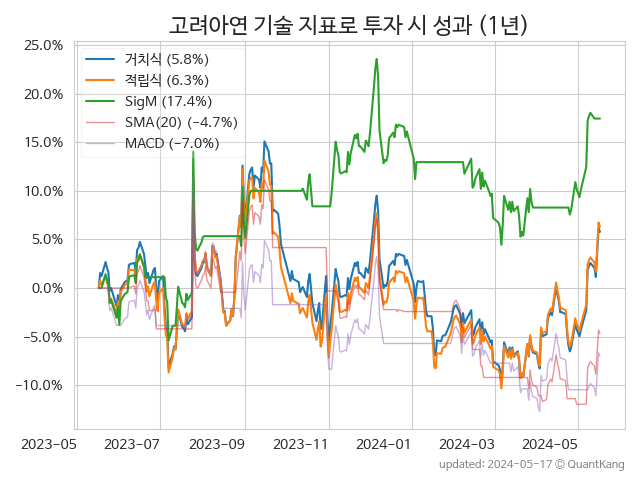 고려아연 기술 지표로 투자 시 성과 (1년)
25.0%
20.0%
15.0%
10.0%
5.0%
0.0%
−5.0%
−10.0%
거치식 (5.8%)
적립식 (6.3%)
SigM (17.4%)
SMA(20) (−4.7%)
MACD (−7.0%)
2023-05 2023-07 2023-09 2023-11 2024-01 2024-03 2024-05
updated: 2024-05-17 © QuantKang